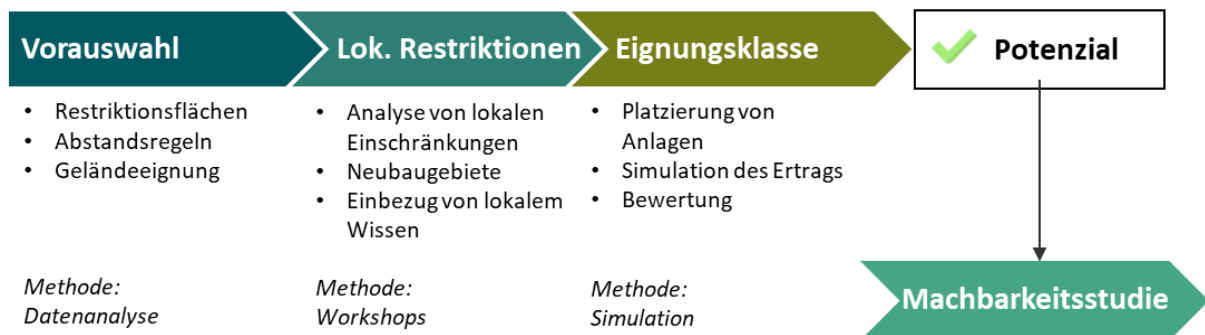 Vorauswahl
Lok. Restriktionen
Eignungsklasse
Potenzial
• Restriktionsflächen
• Abstandsregeln
• Geländeeignung
• Analyse von lokalen
Einschränkungen
• Neubaugebiete
• Einbezug von lokalem
Wissen
• Platzierung von
Anlagen
• Simulation des Ertrags
• Bewertung
Methode:
Datenanalyse
Methode:
Workshops
Methode:
Simulation
Machbarkeitsstudie